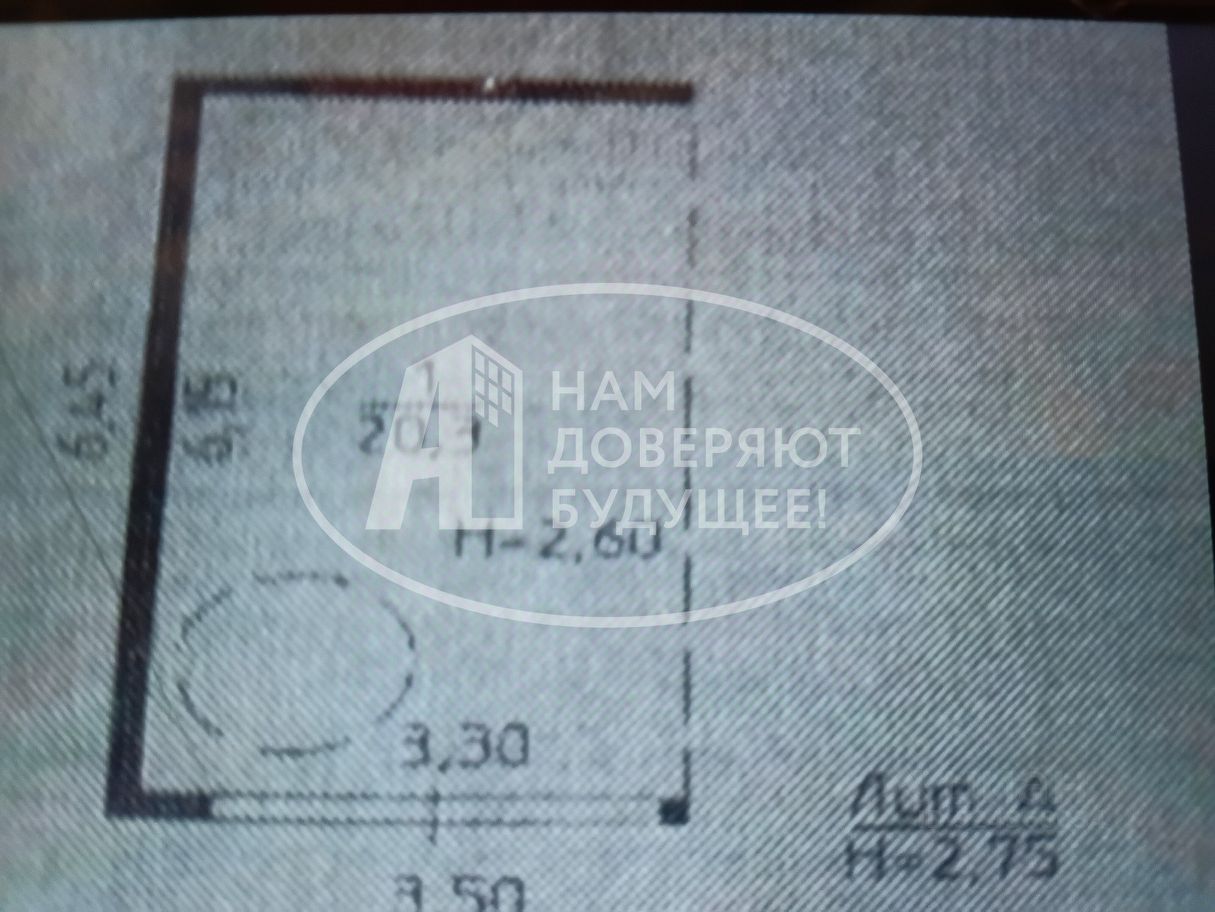 6,45
6,15
1
20,3
НАМ
ДОВЕРЯЮТ
БУДУЩЕЕ!
Н=2,60
3,30
3,50
Лит. Д
Н=2,75